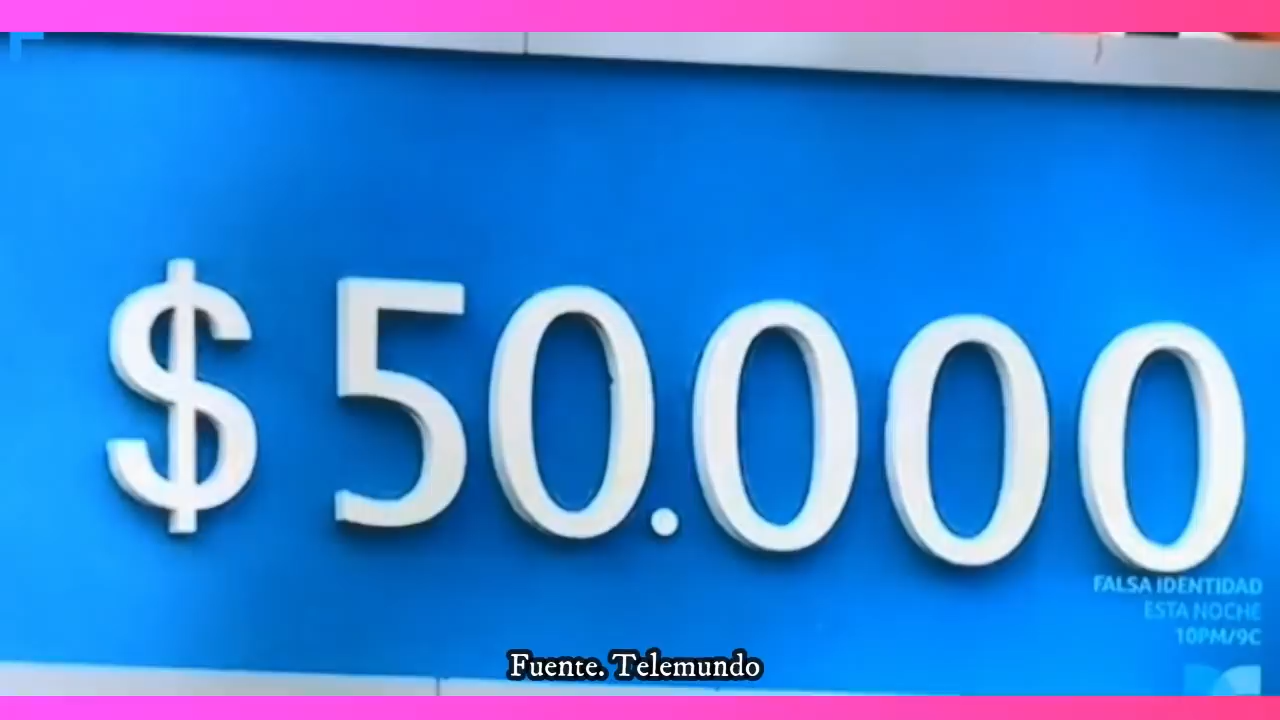 $ 50.000
FALSA IDENTIDAD
ESTA NOCHE
10PM/9C
Fuente. Telemundo